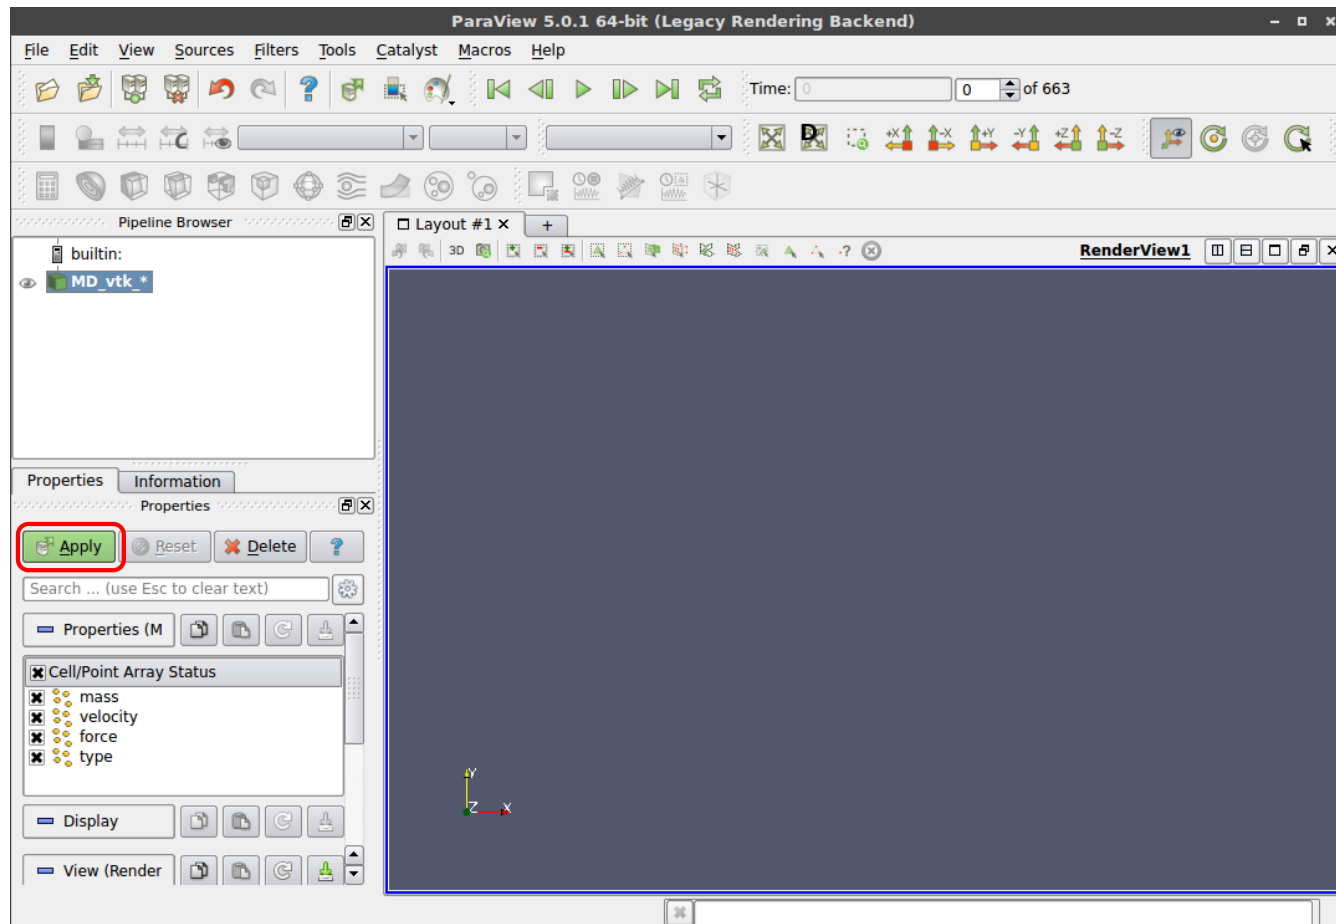 ParaView 5.0.1 64-bit (Legacy Rendering Backend)
File Edit View Sources Filters Tools Catalyst Macros Help
? Time: 0 0 of 663
D +X -X +Y -Y +Z -Z
Pipeline Browser
Layout #1 +
builtin:
3D ? RenderView1
MD_vtk_*
Properties Information
Properties
Apply Reset Delete ?
Search ... (use Esc to clear text)
Properties (M
Cell/Point Array Status
mass
velocity
force
type
Display
View (Render
Y
Z X